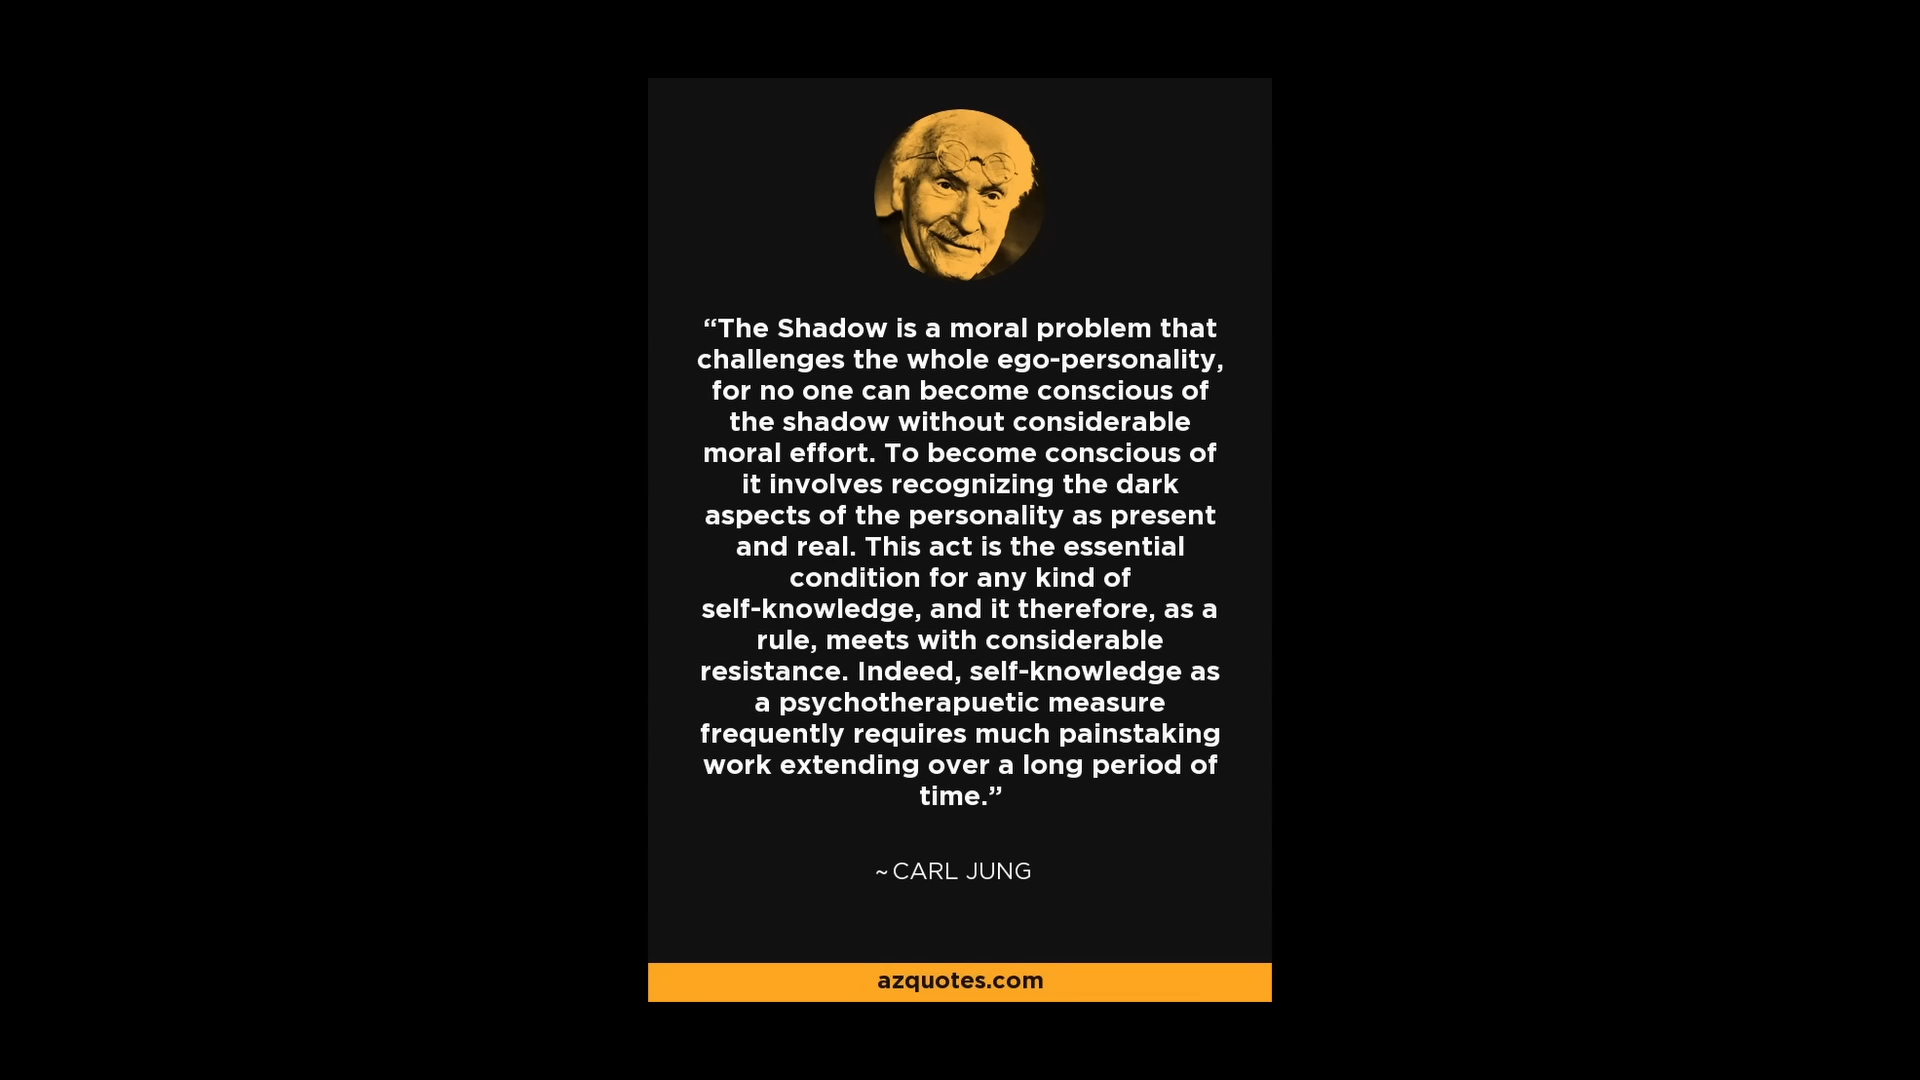 “The Shadow is a moral problem that
challenges the whole ego-personality,
for no one can become conscious of
the shadow without considerable
moral effort. To become conscious of
it involves recognizing the dark
aspects of the personality as present
and real. This act is the essential
condition for any kind of
self-knowledge, and it therefore, as a
rule, meets with considerable
resistance. Indeed, self-knowledge as
a psychotherapuetic measure
frequently requires much painstaking
work extending over a long period of
time.”
~ CARL JUNG
azquotes.com